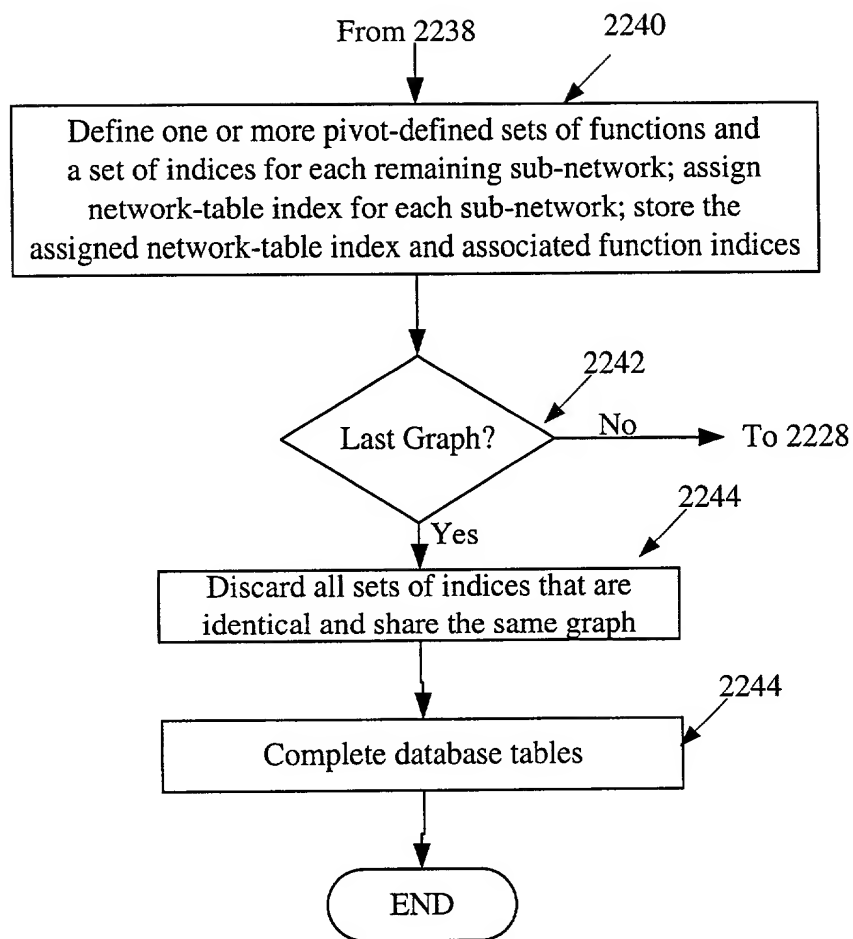 From 2238
2240
Define one or more pivot-defined sets of functions and
a set of indices for each remaining sub-network; assign
network-table index for each sub-network; store the
assigned network-table index and associated function indices
2242
Last Graph?
No
To 2228
Yes
2244
Discard all sets of indices that are
identical and share the same graph
2244
Complete database tables
END